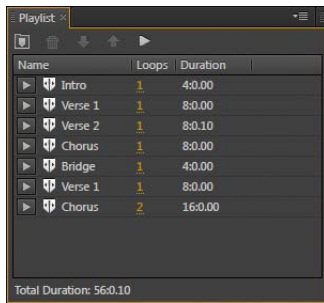 Playlist
Name Loops Duration
Intro 1 4:0.00
Verse 1 1 8:0.00
Verse 2 1 8:0.10
Chorus 1 8:0.00
Bridge 1 4:0.00
Verse 1 1 8:0.00
Chorus 2 16:0.00
Total Duration: 56:0.10